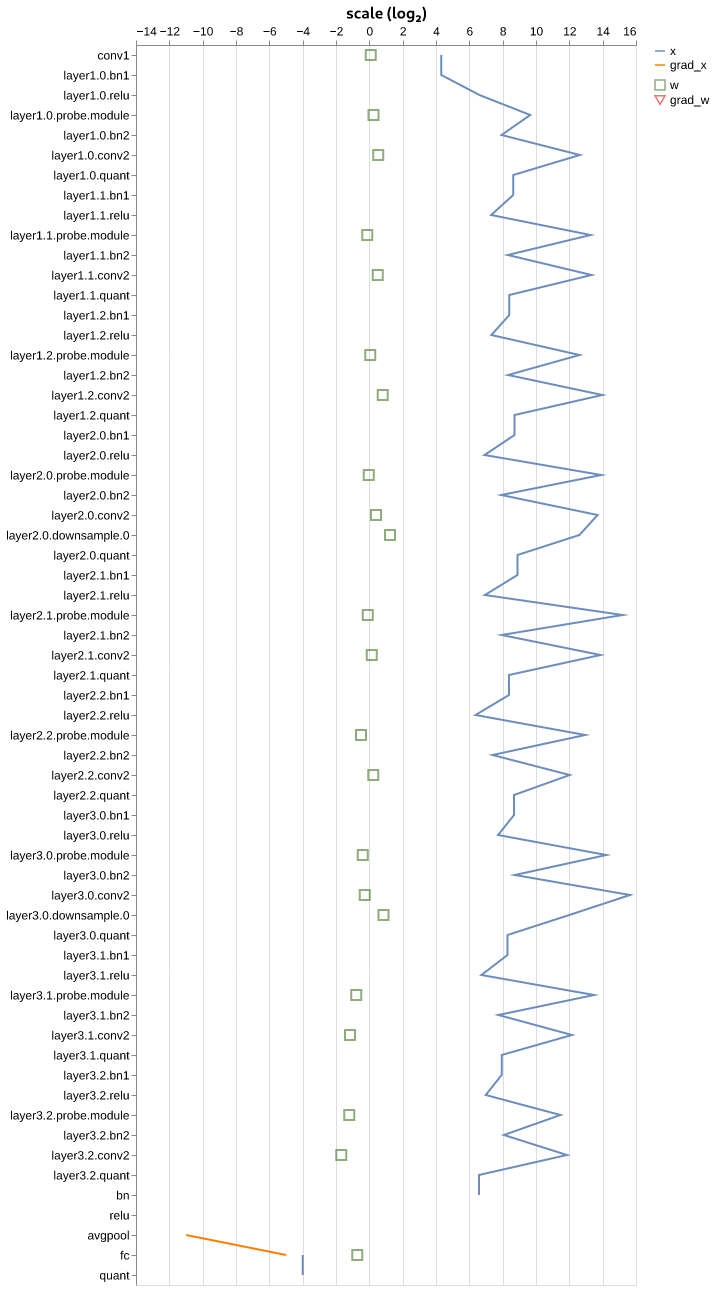 scale (log₂)
−14 −12 −10 −8 −6 −4 −2 0 2 4 6 8 10 12 14 16
x
grad_x
w
grad_w
conv1
layer1.0.bn1
layer1.0.relu
layer1.0.probe.module
layer1.0.bn2
layer1.0.conv2
layer1.0.quant
layer1.1.bn1
layer1.1.relu
layer1.1.probe.module
layer1.1.bn2
layer1.1.conv2
layer1.1.quant
layer1.2.bn1
layer1.2.relu
layer1.2.probe.module
layer1.2.bn2
layer1.2.conv2
layer1.2.quant
layer2.0.bn1
layer2.0.relu
layer2.0.probe.module
layer2.0.bn2
layer2.0.conv2
layer2.0.downsample.0
layer2.0.quant
layer2.1.bn1
layer2.1.relu
layer2.1.probe.module
layer2.1.bn2
layer2.1.conv2
layer2.1.quant
layer2.2.bn1
layer2.2.relu
layer2.2.probe.module
layer2.2.bn2
layer2.2.conv2
layer2.2.quant
layer3.0.bn1
layer3.0.relu
layer3.0.probe.module
layer3.0.bn2
layer3.0.conv2
layer3.0.downsample.0
layer3.0.quant
layer3.1.bn1
layer3.1.relu
layer3.1.probe.module
layer3.1.bn2
layer3.1.conv2
layer3.1.quant
layer3.2.bn1
layer3.2.relu
layer3.2.probe.module
layer3.2.bn2
layer3.2.conv2
layer3.2.quant
bn
relu
avgpool
fc
quant